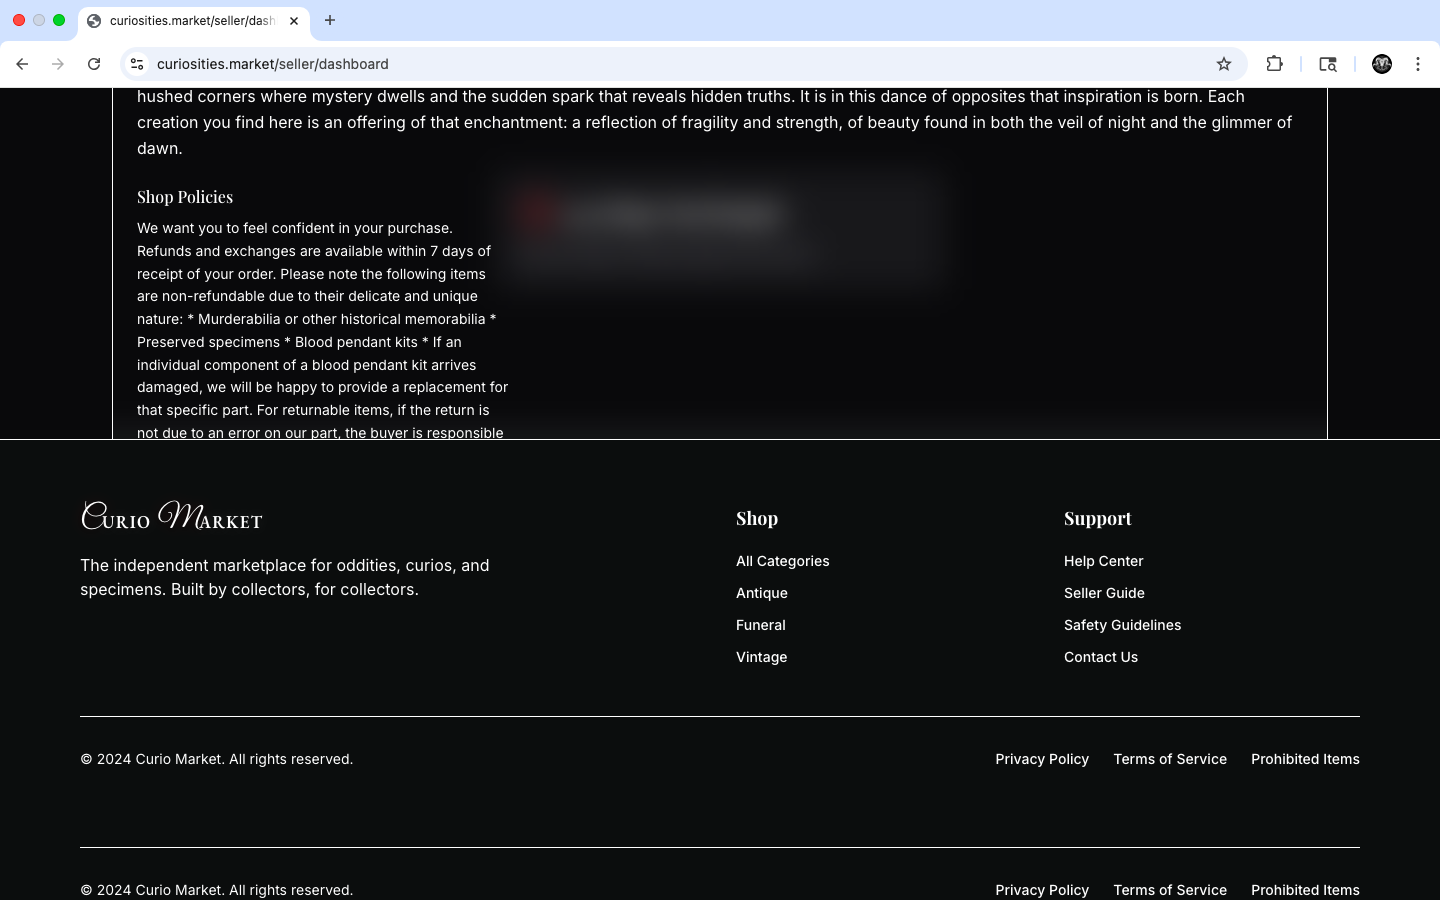 curiosities.market/seller/dash
curiosities.market/seller/dashboard
hushed corners where mystery dwells and the sudden spark that reveals hidden truths. It is in this dance of opposites that inspiration is born. Each
creation you find here is an offering of that enchantment: a reflection of fragility and strength, of beauty found in both the veil of night and the glimmer of
dawn.
Shop Policies
We want you to feel confident in your purchase.
Refunds and exchanges are available within 7 days of
receipt of your order. Please note the following items
are non-refundable due to their delicate and unique
nature: * Murderabilia or other historical memorabilia *
Preserved specimens * Blood pendant kits * If an
individual component of a blood pendant kit arrives
damaged, we will be happy to provide a replacement for
that specific part. For returnable items, if the return is
not due to an error on our part, the buyer is responsible
Curio Market
The independent marketplace for oddities, curios, and
specimens. Built by collectors, for collectors.
Shop
All Categories
Antique
Funeral
Vintage
Support
Help Center
Seller Guide
Safety Guidelines
Contact Us
© 2024 Curio Market. All rights reserved.
Privacy Policy Terms of Service Prohibited Items
© 2024 Curio Market. All rights reserved.
Privacy Policy Terms of Service Prohibited Items